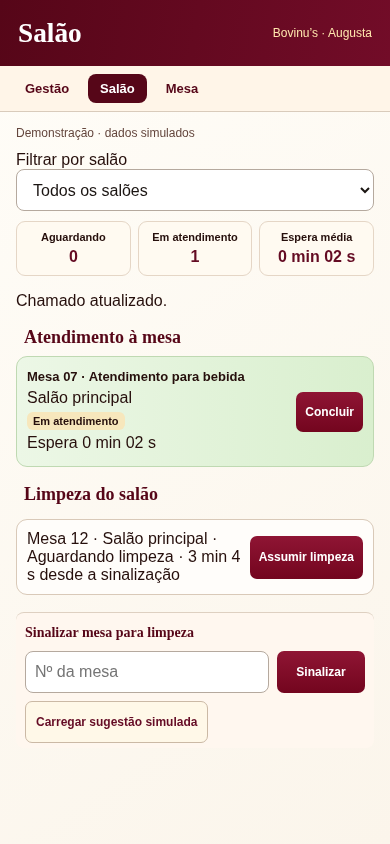 Salão
Bovinu's · Augusta
Gestão
Salão
Mesa
Demonstração · dados simulados
Filtrar por salão
Todos os salões
Aguardando
0
Em atendimento
1
Espera média
0 min 02 s
Chamado atualizado.
Atendimento à mesa
Mesa 07 · Atendimento para bebida
Salão principal
Em atendimento
Espera 0 min 02 s
Concluir
Limpeza do salão
Mesa 12 · Salão principal ·
Aguardando limpeza · 3 min 4
s desde a sinalização
Assumir limpeza
Sinalizar mesa para limpeza
Nº da mesa
Sinalizar
Carregar sugestão simulada